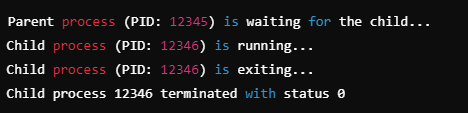 Parent process (PID: 12345) is waiting for the child...
Child process (PID: 12346) is running...
Child process (PID: 12346) is exiting...
Child process 12346 terminated with status 0